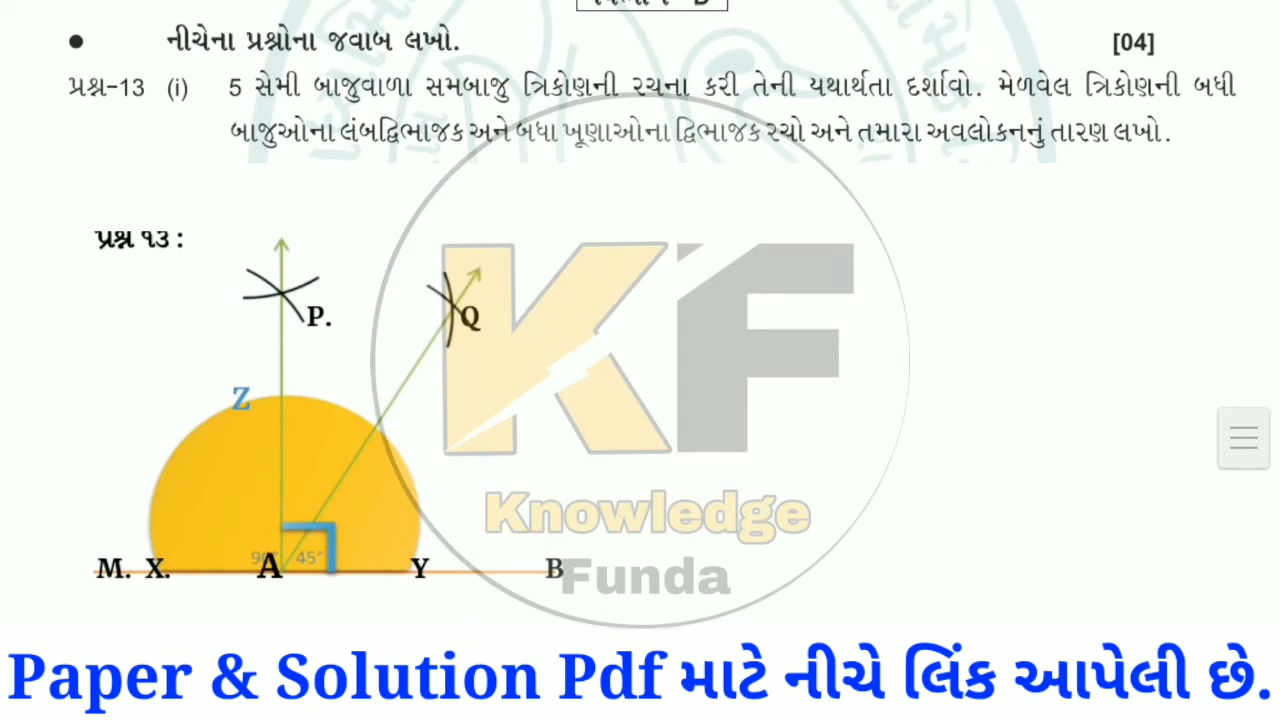 વિભાગ - D
● નીચેના પ્રશ્નોના જવાબ લખો. [04]
પ્રશ્ન-13 (i) 5 સેમી બાજુવાળા સમબાજુ ત્રિકોણની રચના કરી તેની યથાર્થતા દર્શાવો. મેળવેલ ત્રિકોણની બધી
બાજુઓના લંબદ્વિભાજક અને બધા ખૂણાઓના દ્વિભાજક રચો અને તમારા અવલોકનનું તારણ લખો.
પ્રશ્ન ૧૩ :
P.
Q
Z
90° 45°
M. X. A Y B
KF
Knowledge
Funda
Paper & Solution Pdf માટે નીચે લિંક આપેલી છે.